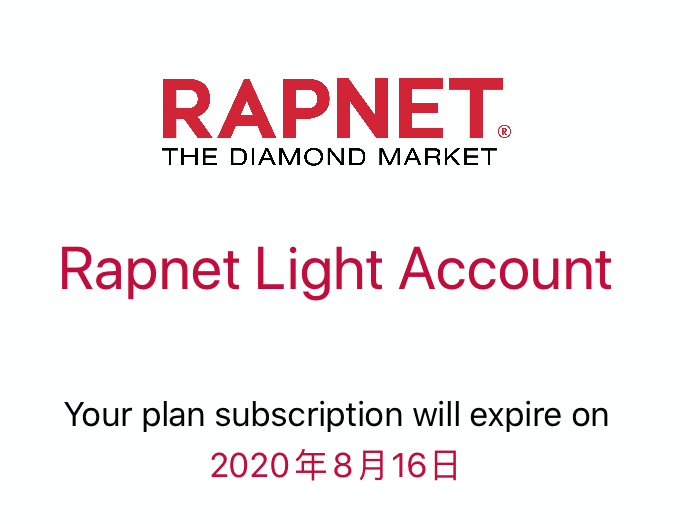 RAPNET®
THE DIAMOND MARKET
Rapnet Light Account
Your plan subscription will expire on
2020年8月16日